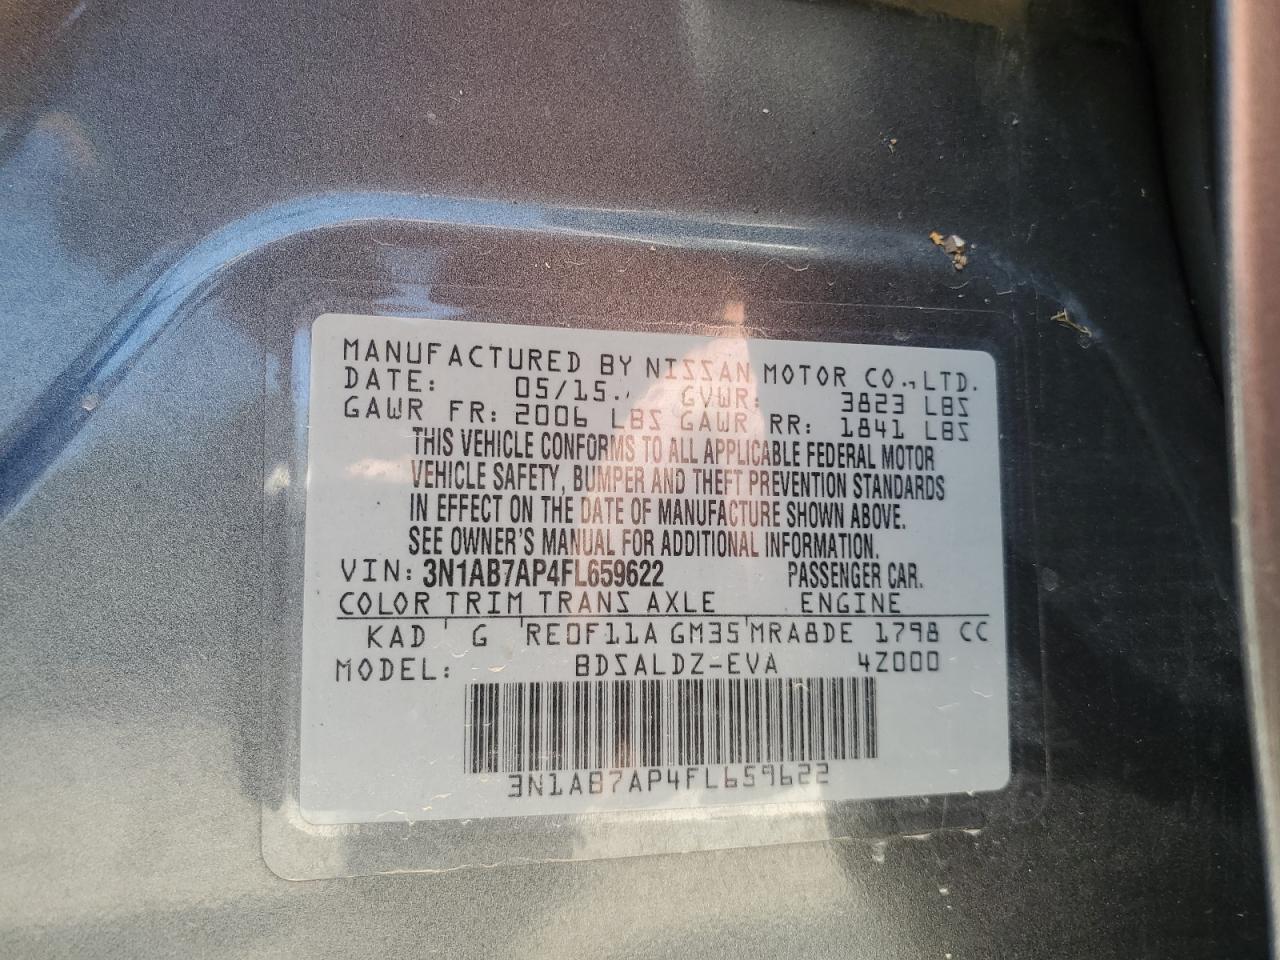 MANUFACTURED BY NISSAN MOTOR CO., LTD.
DATE: 05/15 GVWR: 3823 LBS
GAWR FR: 2006 LBS GAWR RR: 1841 LBS
THIS VEHICLE CONFORMS TO ALL APPLICABLE FEDERAL MOTOR
VEHICLE SAFETY, BUMPER AND THEFT PREVENTION STANDARDS
IN EFFECT ON THE DATE OF MANUFACTURE SHOWN ABOVE.
SEE OWNER'S MANUAL FOR ADDITIONAL INFORMATION.
VIN: 3N1AB7AP4FL659622 PASSENGER CAR.
COLOR TRIM TRANS AXLE ENGINE
KAD G RE0F11A GM35 MRA8DE 1798 CC
MODEL: BDSALDZ-EVA 4Z000
3N1AB7AP4FL659622